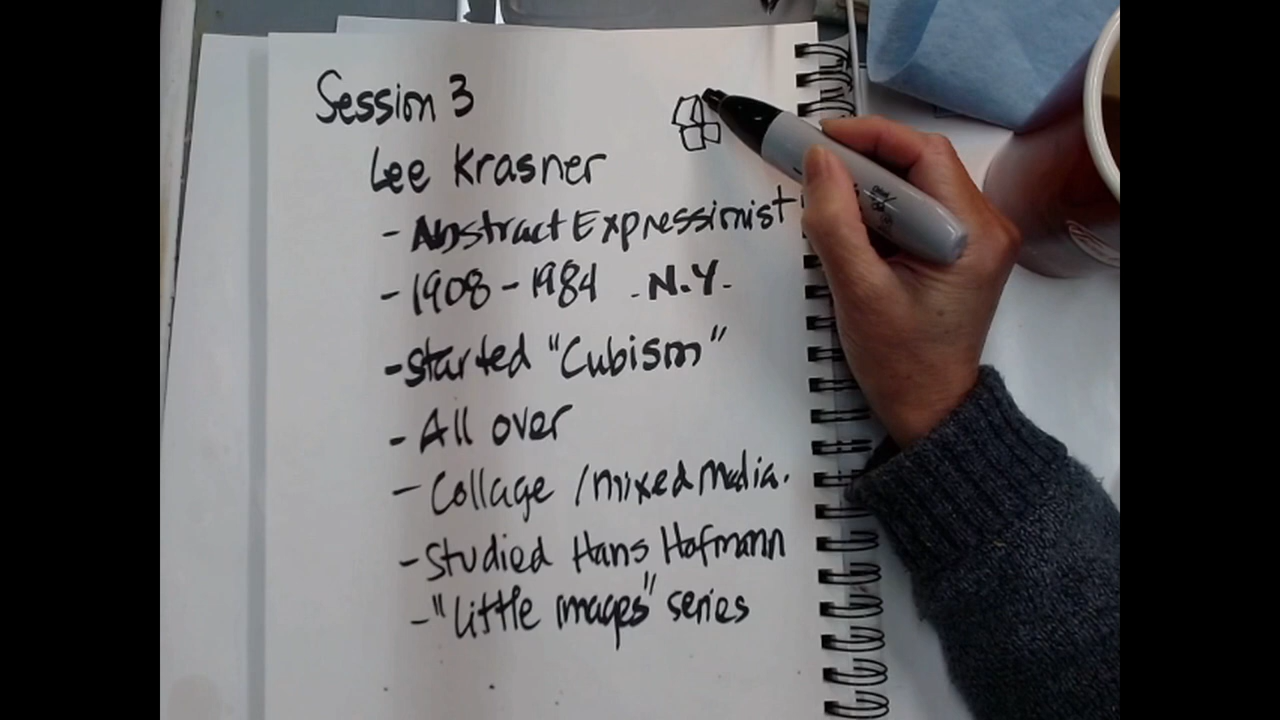 Session 3
Lee Krasner
- Abstract Expressionist
- 1908 - 1984 - N.Y.
- started "Cubism"
- All over
- Collage / mixed media.
- Studied Hans Hofmann
- "Little images" series